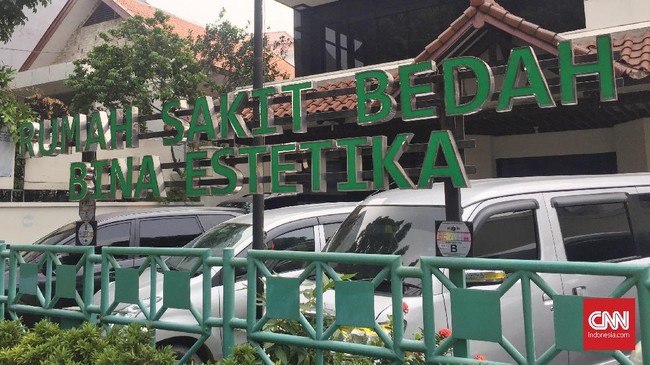 RUMAH SAKIT BEDAH
BINA ESTETIKA
B
CNN
Indonesia.com